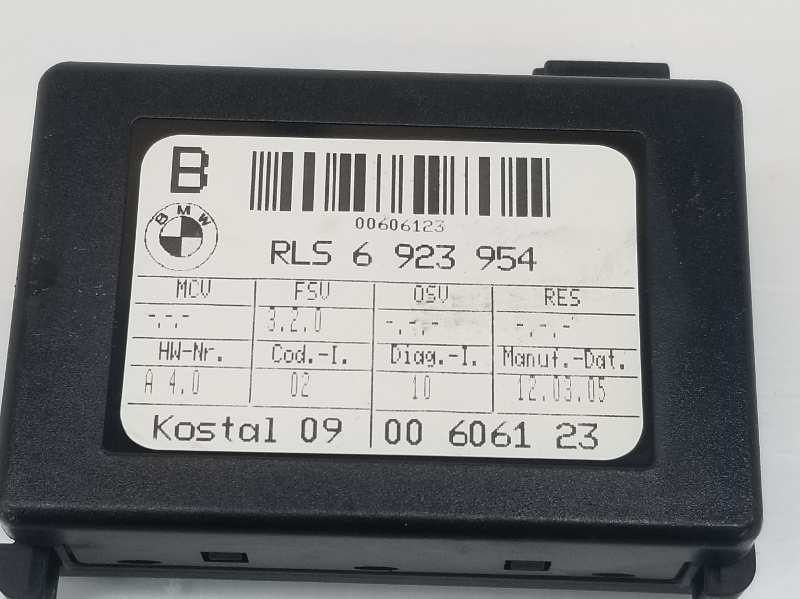 B
00606123
BMW
RLS 6 923 954
MCV FSV OSV RES
-.-.- 3.2.0 -.-.- -.-.-
HW-Nr. Cod.-I. Diag.-I. Manut.-Dat.
A 4.0 02 10 12.03.05
Kostal 09 00 6061 23